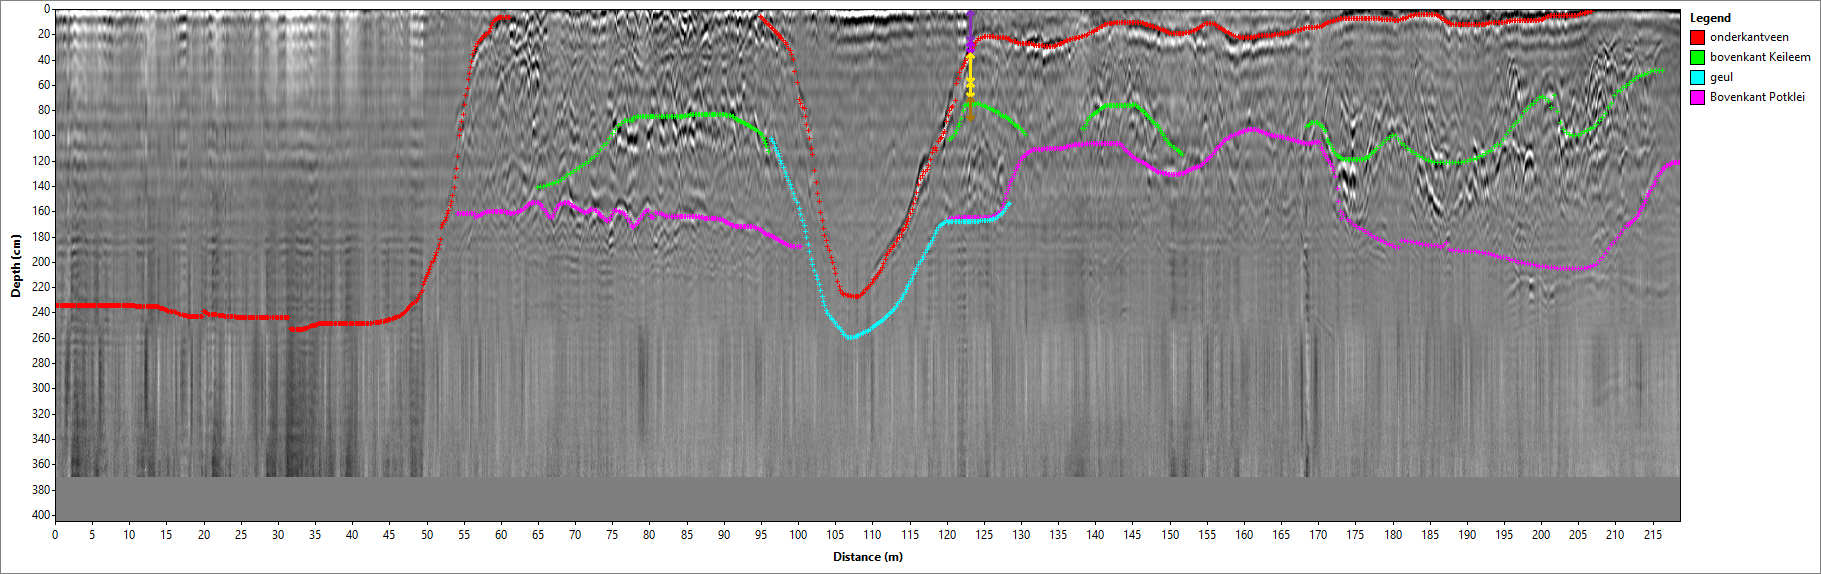 Legend
onderkantveen
bovenkant Keileem
geul
Bovenkant Potklei
Depth (cm)
0
20
40
60
80
100
120
140
160
180
200
220
240
260
280
300
320
340
360
380
400
0 5 10 15 20 25 30 35 40 45 50 55 60 65 70 75 80 85 90 95 100 105 110 115 120 125 130 135 140 145 150 155 160 165 170 175 180 185 190 195 200 205 210 215
Distance (m)